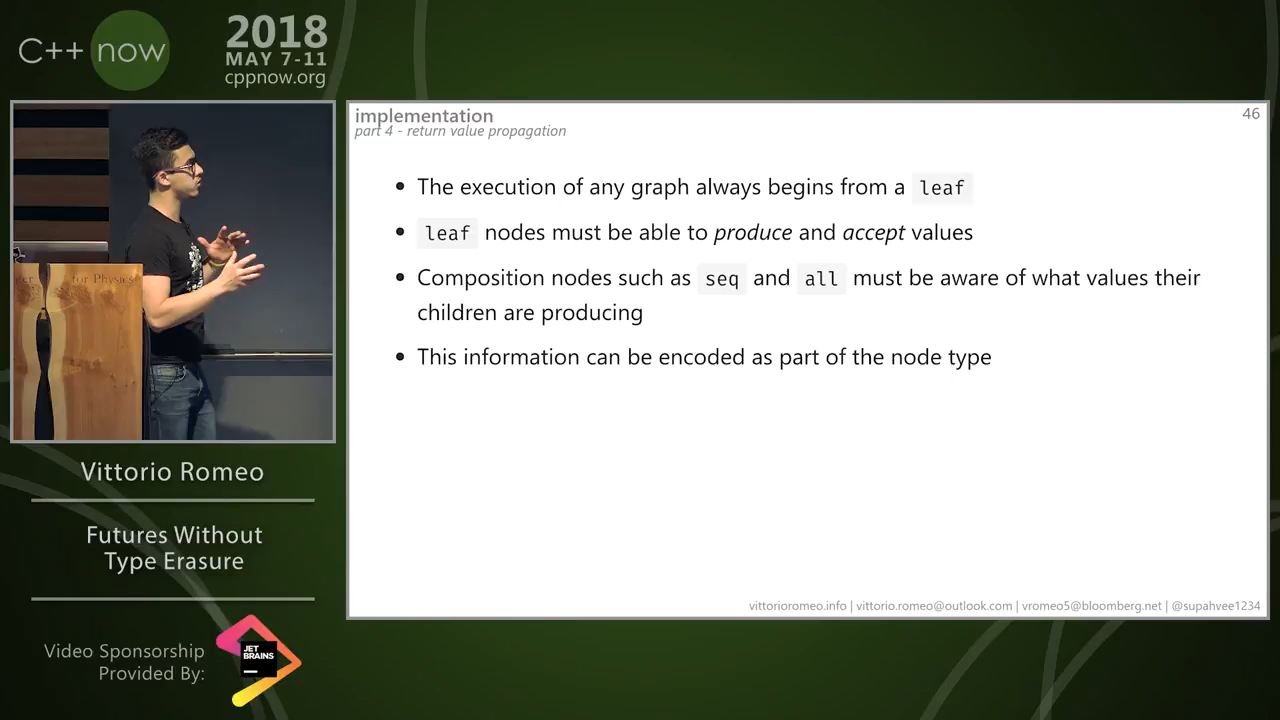 C++ now
2018
MAY 7-11
cppnow.org
implementation
part 4 - return value propagation
46
• The execution of any graph always begins from a leaf
• leaf nodes must be able to produce and accept values
• Composition nodes such as seq and all must be aware of what values their
children are producing
• This information can be encoded as part of the node type
for Physics
Vittorio Romeo
Futures Without
Type Erasure
Video Sponsorship
Provided By:
JET
BRAINS
vittorioromeo.info | vittorio.romeo@outlook.com | vromeo5@bloomberg.net | @supahvee1234